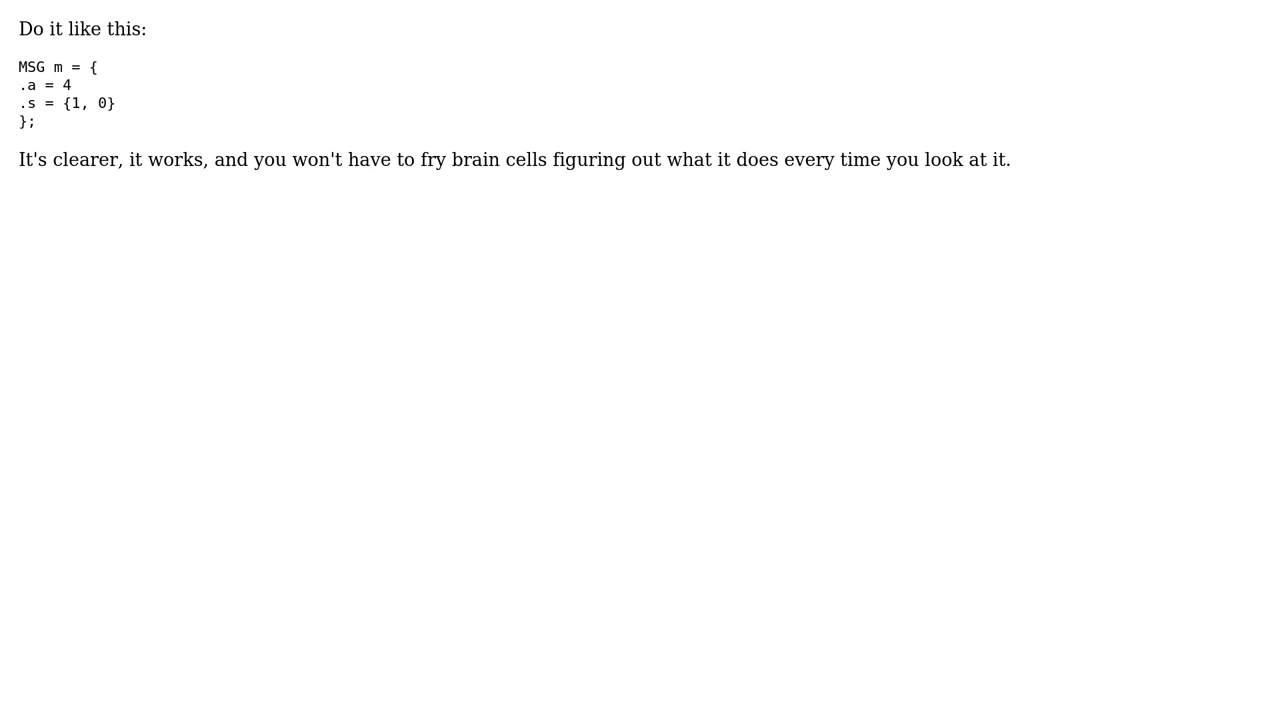 Do it like this:
MSG m = {
.a = 4
.s = {1, 0}
};
It's clearer, it works, and you won't have to fry brain cells figuring out what it does every time you look at it.